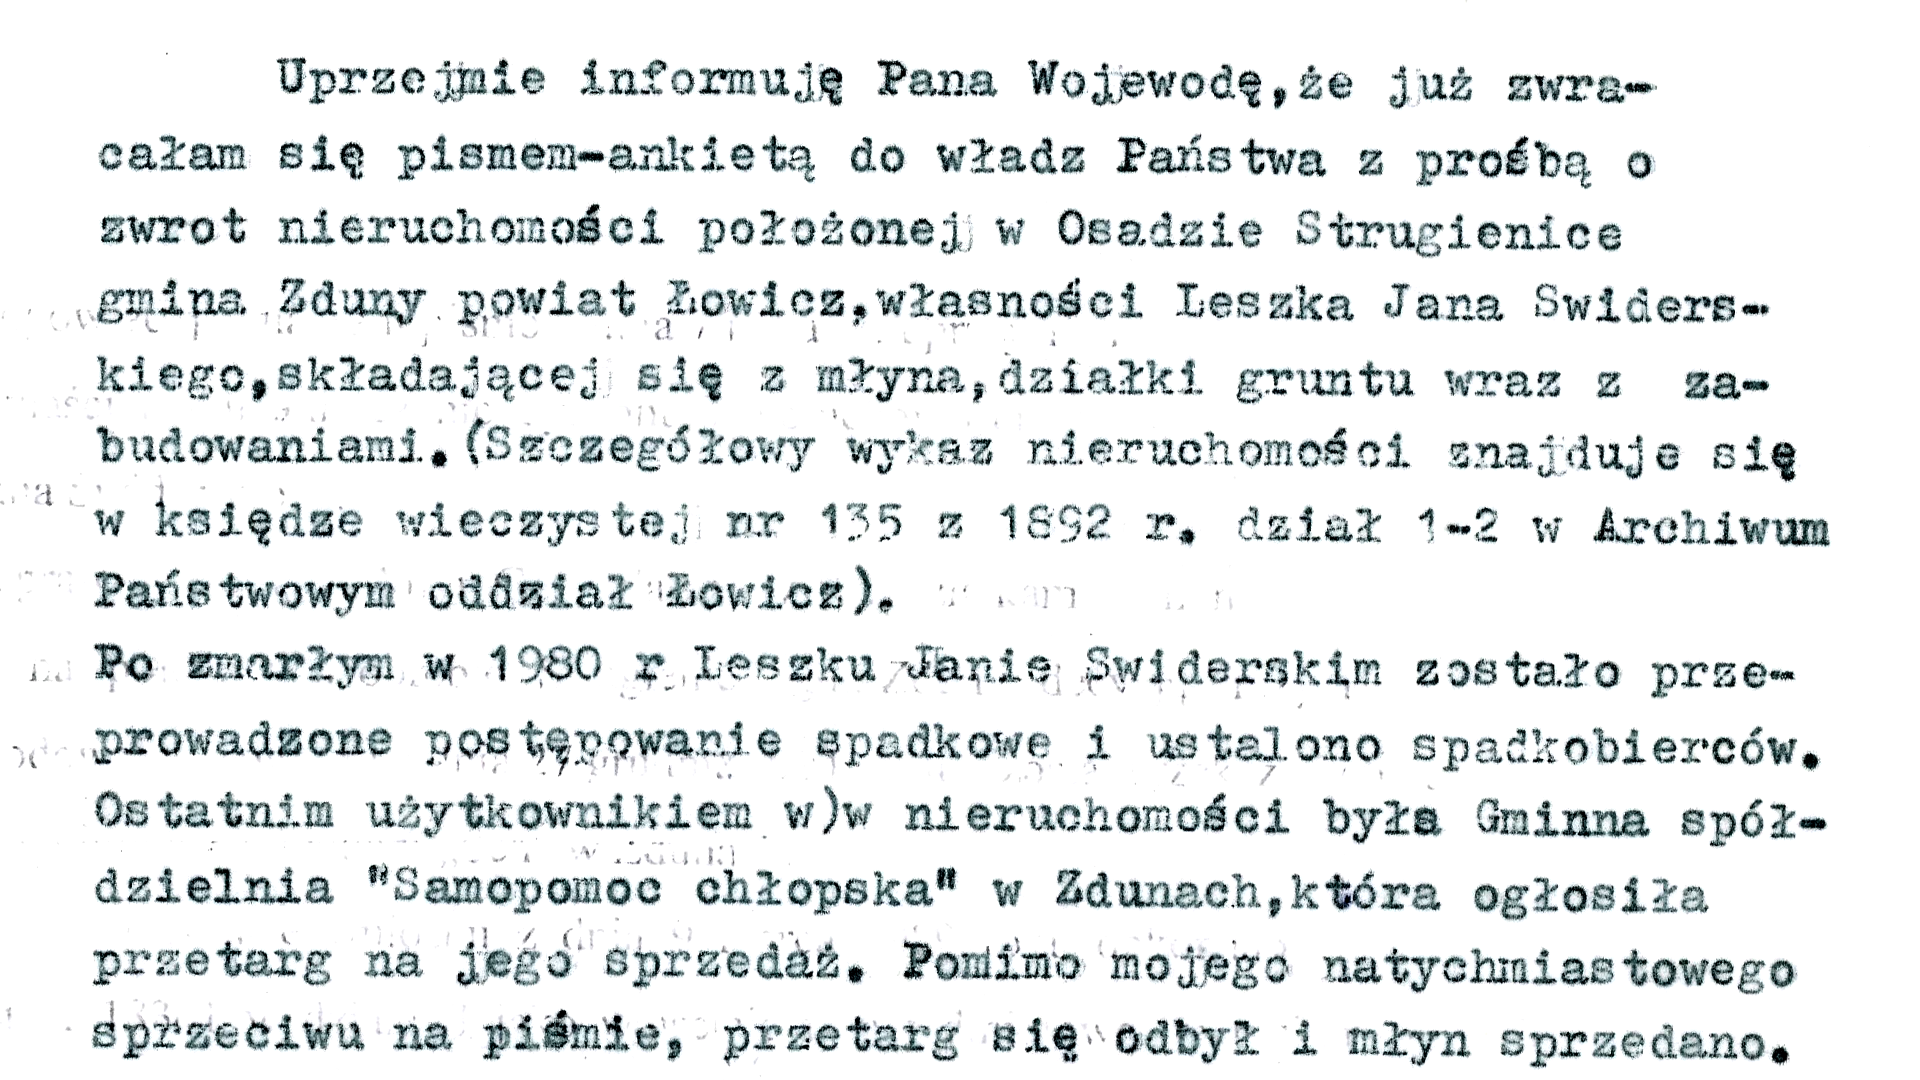 Uprzejmie informuję Pana Wojewodę,że już zwra-
całam się pismem-ankietą do władz Państwa z prośbą o
zwrot nieruchomości położonej w Osadzie Strugienice
gmina Zduny powiat Łowicz,własności Leszka Jana Swiders-
kiego,składającej się z młyna,działki gruntu wraz z za-
budowaniami.(Szczegółowy wykaz nieruchomości znajduje się
w księdze wieczystej nr 135 z 1892 r. dział 1-2 w Archiwum
Państwowym oddział Łowicz).
Po zmarłym w 1980 r Leszku Janie Swiderskim zostało prze-
prowadzone postępowanie spadkowe i ustalono spadkobierców.
Ostatnim użytkownikiem w)w nieruchomości była Gminna spół-
dzielnia "Samopomoc chłopska" w Zdunach,która ogłosiła
przetarg na jego sprzedaż. Pomimo mojego natychmiastowego
sprzeciwu na piśmie, przetarg się odbył i młyn sprzedano.